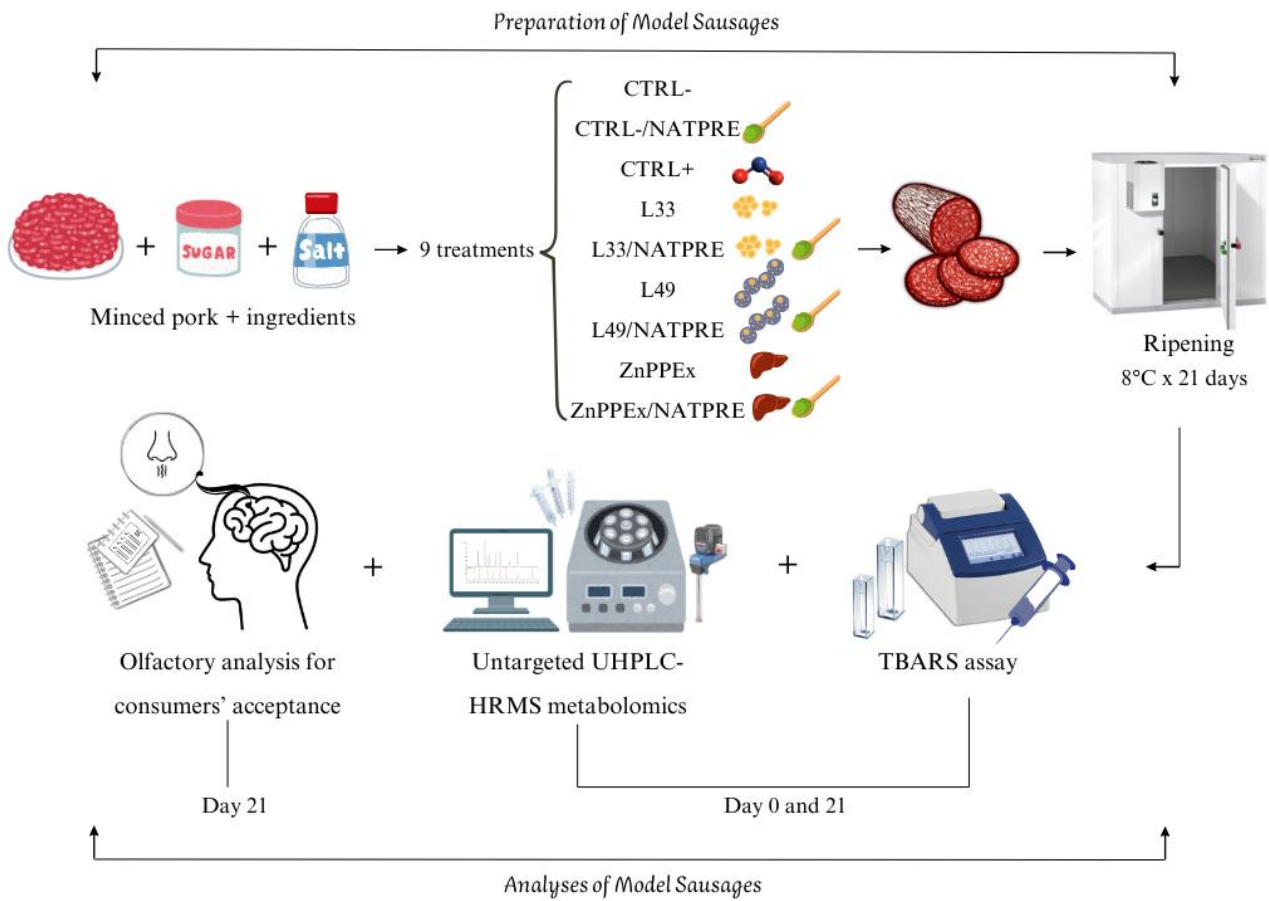 Preparation of Model Sausages
CTRL-
CTRL-/NATPRE
CTRL+
L33
L33/NATPRE
L49
L49/NATPRE
ZnPPEx
ZnPPEx/NATPRE
SUGAR
Salt
9 treatments
Minced pork + ingredients
Ripening
8°C x 21 days
Olfactory analysis for
consumers’ acceptance
Untargeted UHPLC-
HRMS metabolomics
TBARS assay
Day 21
Day 0 and 21
Analyses of Model Sausages